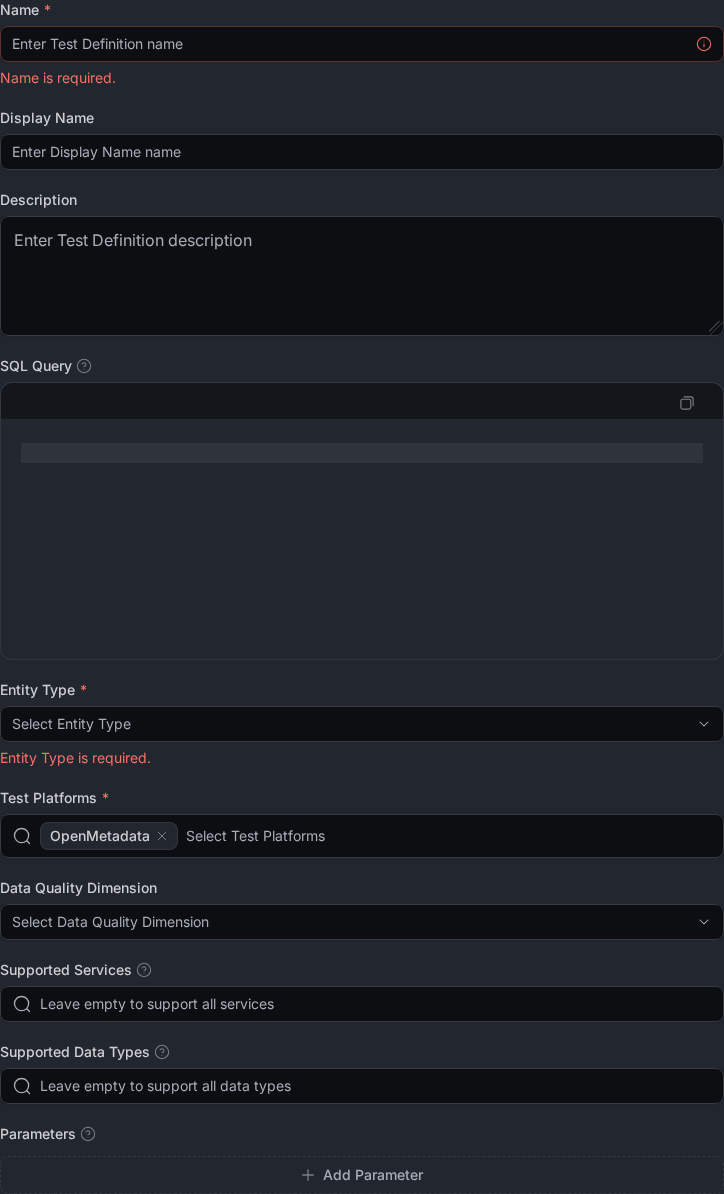 Name *
Enter Test Definition name
Name is required.
Display Name
Enter Display Name name
Description
Enter Test Definition description
SQL Query
Entity Type *
Select Entity Type
Entity Type is required.
Test Platforms *
OpenMetadata Select Test Platforms
Data Quality Dimension
Select Data Quality Dimension
Supported Services
Leave empty to support all services
Supported Data Types
Leave empty to support all data types
Parameters
Add Parameter